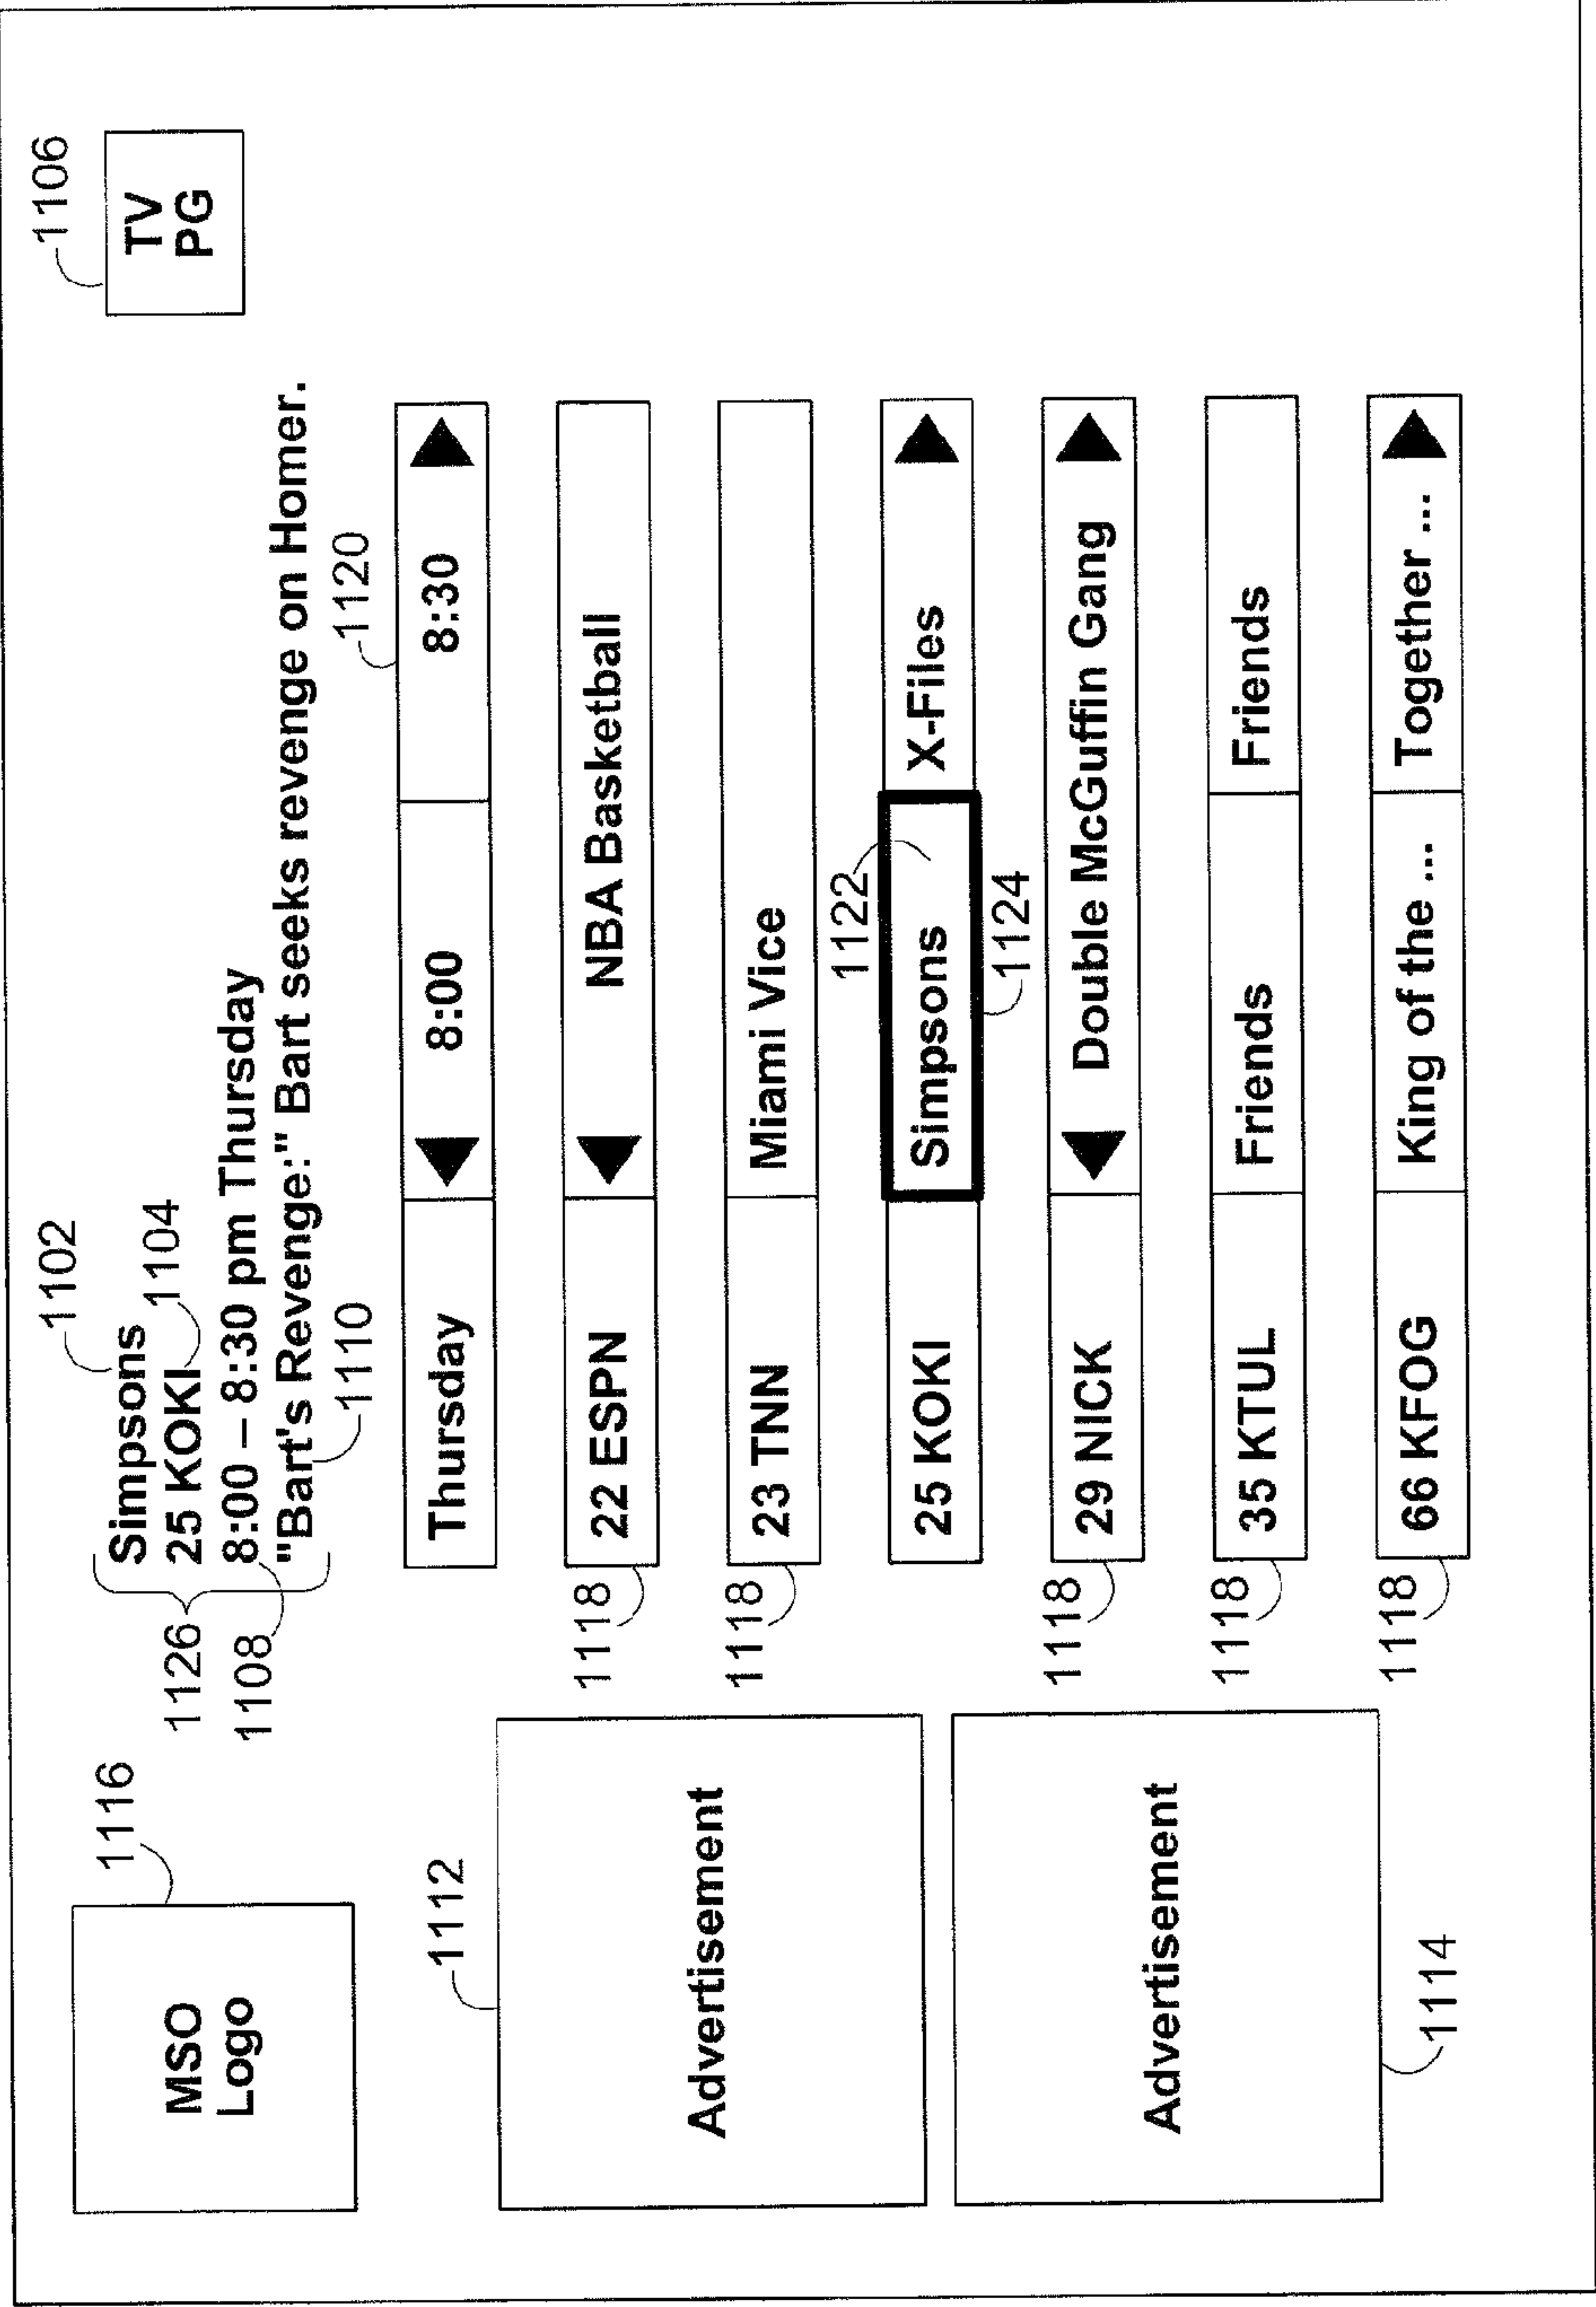 1116
MSO
Logo
1102
Simpsons
25 KOKI
1104
8:00 – 8:30 pm Thursday
"Bart's Revenge:" Bart seeks revenge on Homer.
1126
1108
1110
1106
TV
PG
1120
Thursday 8:00 8:30
1118 22 ESPN NBA Basketball
1118 23 TNN Miami Vice
1122
25 KOKI Simpsons X-Files
1124
1118 29 NICK Double McGuffin Gang
1118 35 KTUL Friends Friends
1118 66 KFOG King of the ... Together ...
1112
Advertisement
Advertisement
1114